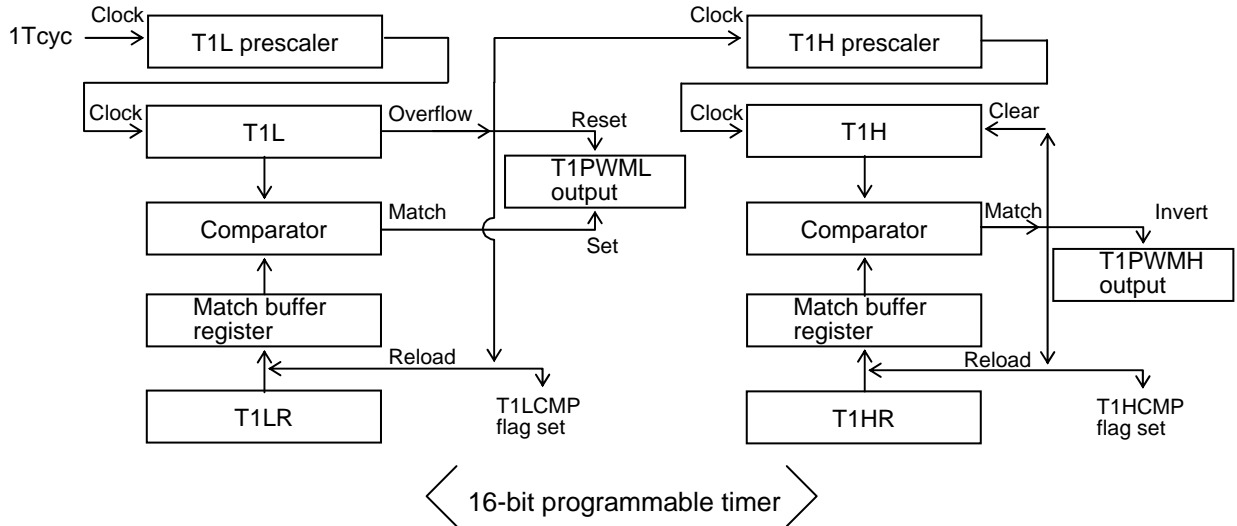 Clock
1Tcyc
T1L prescaler
Clock
T1H prescaler
Clock
T1L
Overflow
Reset
T1PWML
output
Clock
T1H
Clear
Comparator
Match
Set
Comparator
Match
Invert
T1PWMH
output
Match buffer
register
Match buffer
register
Reload
T1LR
T1LCMP
flag set
Reload
T1HR
T1HCMP
flag set
16-bit programmable timer